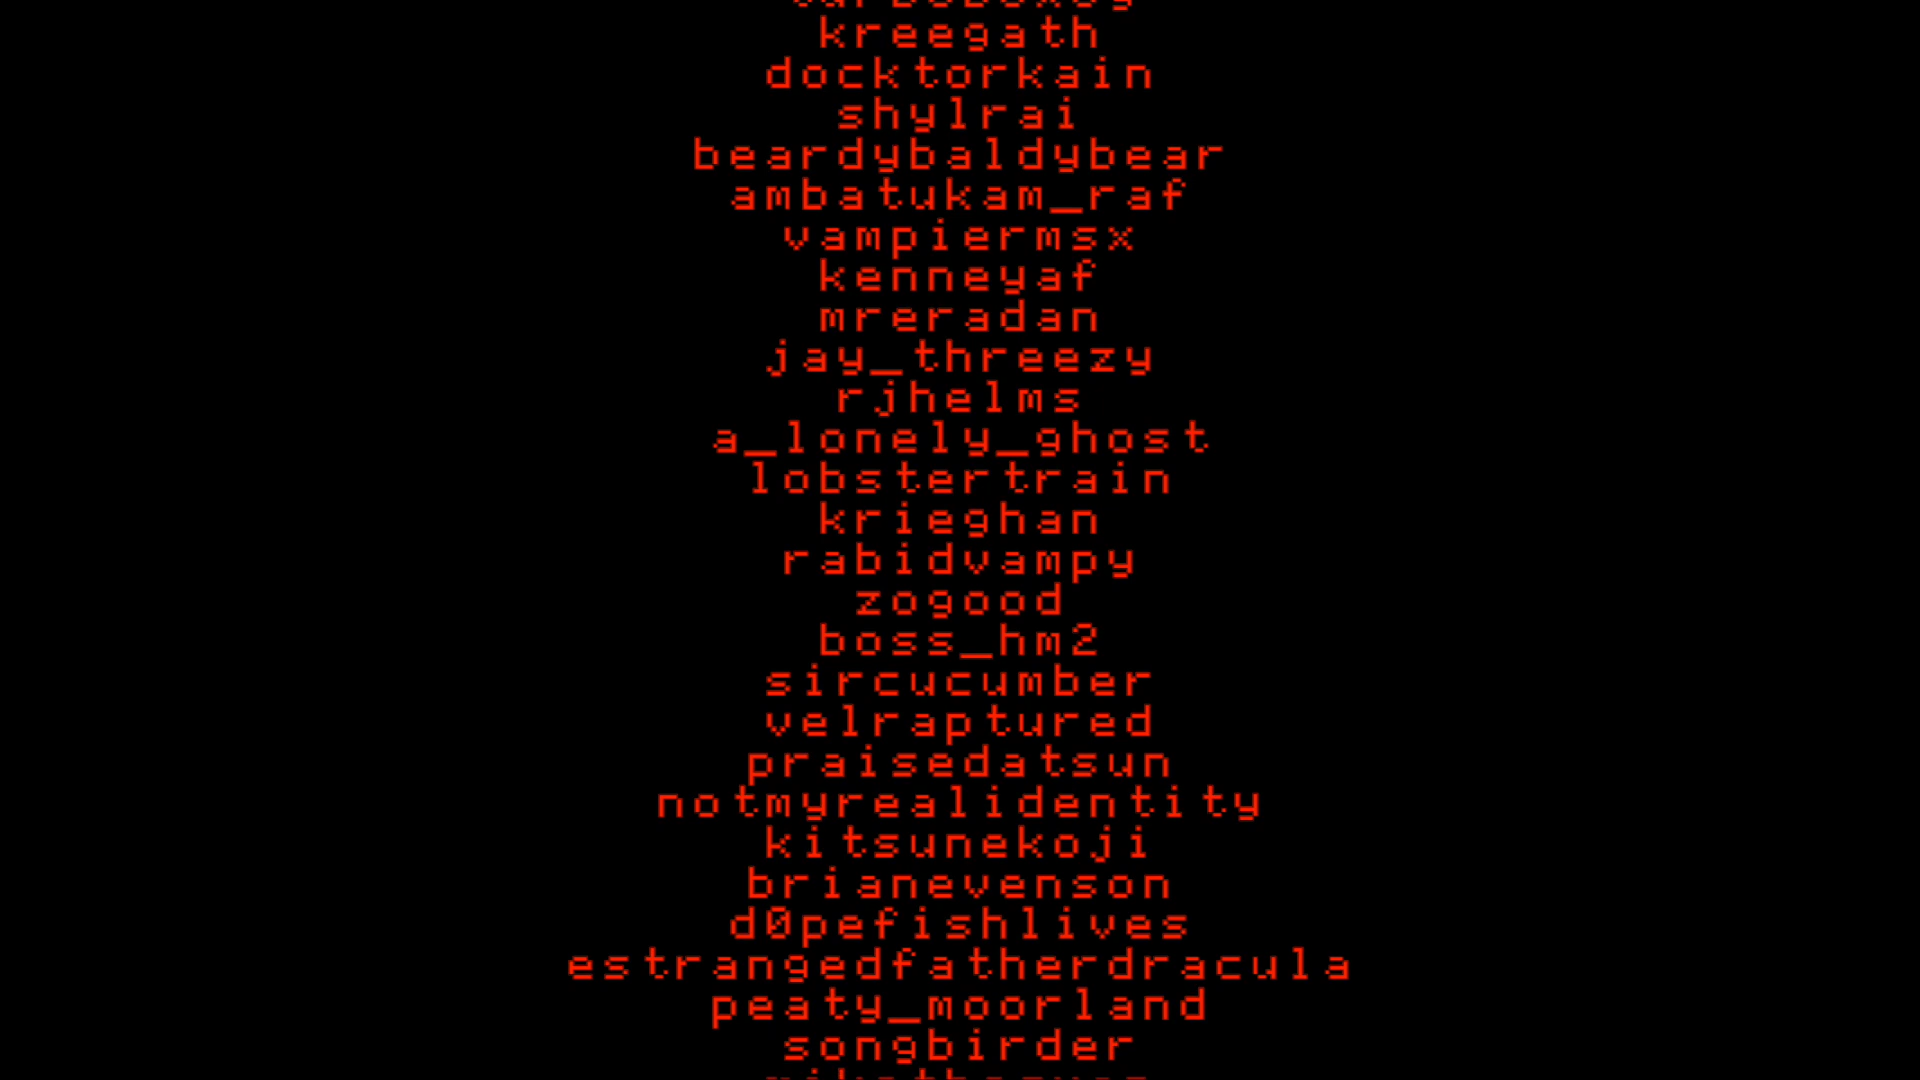 kreegath
docktorkain
shylrai
beardybaldybear
ambatukam_raf
vampiermsx
kenneyaf
mreradan
jay_threezy
rjhelms
a_lonely_ghost
lobstertrain
krieghan
rabidvampy
zogood
boss_hm2
sircucumber
velraptured
praisedatsun
notmyrealidentity
kitsunekoji
brianevenson
d0pefishlives
estrangedfatherdracula
peaty_moorland
songbirder